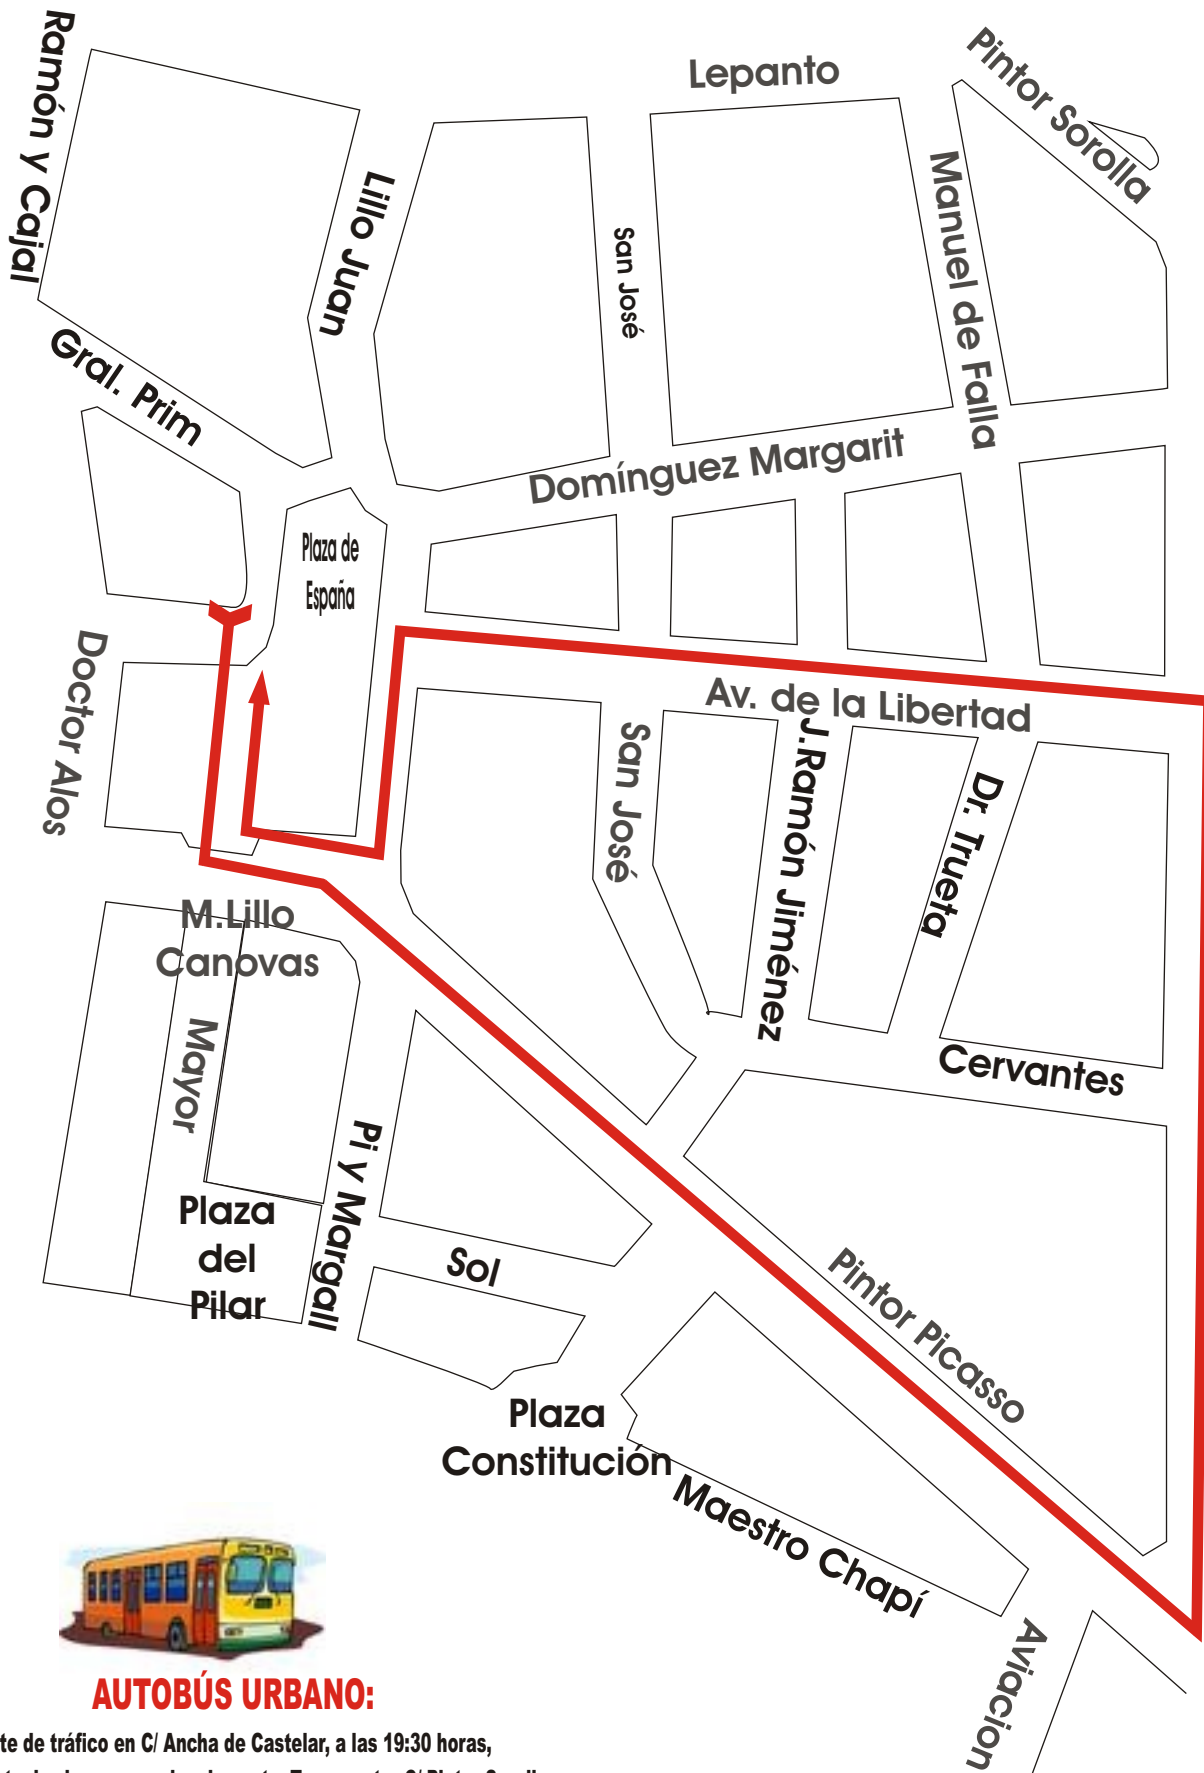 Ramón y Cajal
Lepanto
Pintor Sorolla
Lillo Juan
San José
Manuel de Falla
Gral. Prim
Domínguez Margarit
Plaza de
España
Doctor Alos
Av. de la Libertad
San José
J.Ramón Jiménez
Dr. Trueta
M.Lillo
Canovas
Mayor
Cervantes
Pi y Margall
Plaza
del
Pilar
Sol
Pintor Picasso
Plaza
Constitución
Maestro Chapí
Aviacion
AUTOBÚS URBANO:
te de tráfico en C/ Ancha de Castelar, a las 19:30 horas,